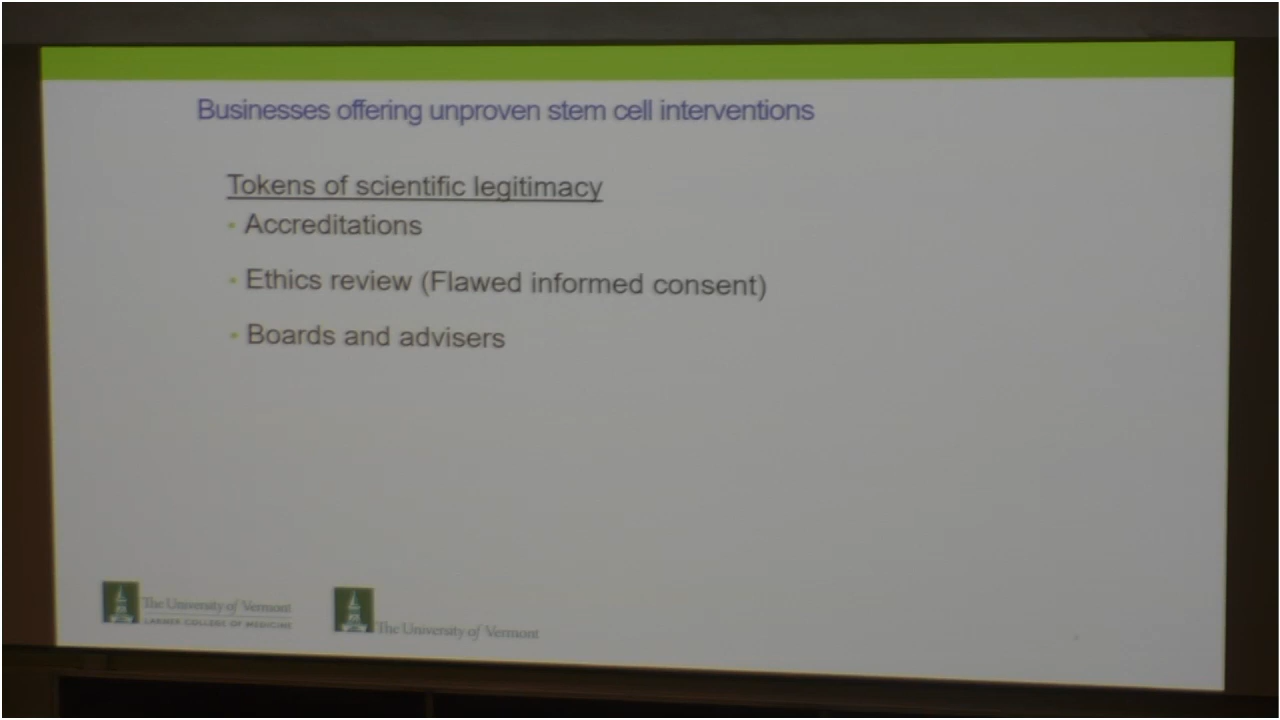 Businesses offering unproven stem cell interventions
Tokens of scientific legitimacy
- Accreditations
- Ethics review (Flawed informed consent)
- Boards and advisers
The University of Vermont
LARNER COLLEGE OF MEDICINE
The University of Vermont